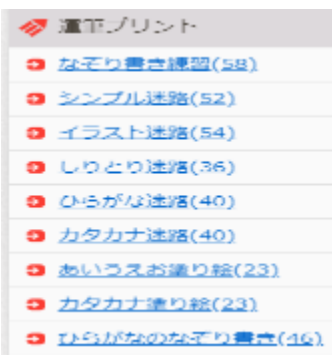 運筆プリント
なぞり書き練習(58)
シンプル迷路(52)
イラスト迷路(54)
しりとり迷路(36)
ひらがな迷路(40)
カタカナ迷路(40)
あいうえお塗り絵(23)
カタカナ塗り絵(23)
ひらがなのなぞり書き(46)